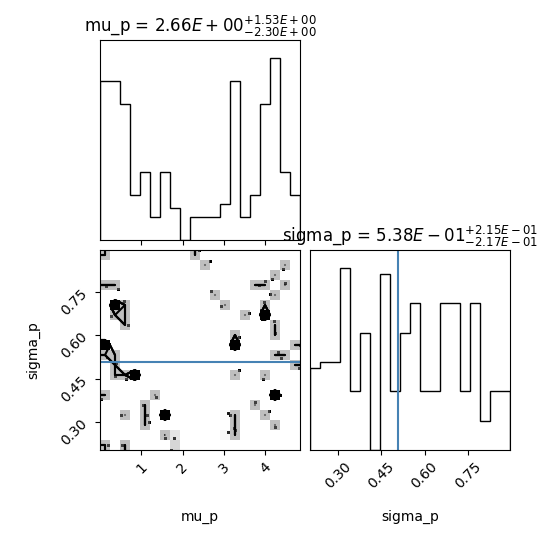 mu_p = 2.66E + 00+1.53E+00−2.30E+00
sigma_p = 5.38E − 01+2.15E−01−2.17E−01
sigma_p
0.75
0.60
0.45
0.30
1 2 3 4
0.30 0.45 0.60 0.75
mu_p
sigma_p